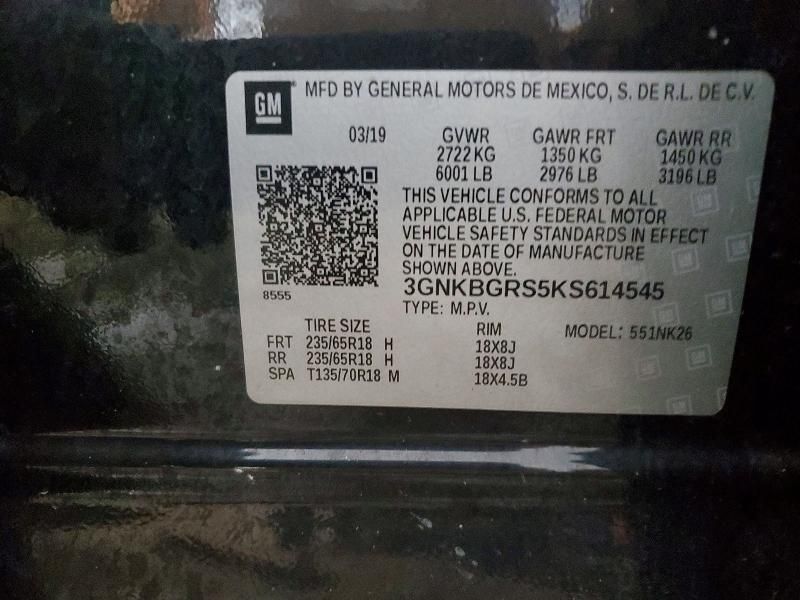 GM
MFD BY GENERAL MOTORS DE MEXICO, S. DE R.L. DE C.V.
03/19 GVWR GAWR FRT GAWR RR
2722 KG 1350 KG 1450 KG
6001 LB 2976 LB 3196 LB
THIS VEHICLE CONFORMS TO ALL
APPLICABLE U.S. FEDERAL MOTOR
VEHICLE SAFETY STANDARDS IN EFFECT
ON THE DATE OF MANUFACTURE
SHOWN ABOVE.
8555
3GNKBGRS5KS614545
TYPE: M.P.V.
TIRE SIZE RIM MODEL: 551NK26
FRT 235/65R18 H 18X8J
RR 235/65R18 H 18X8J
SPA T135/70R18 M 18X4.5B